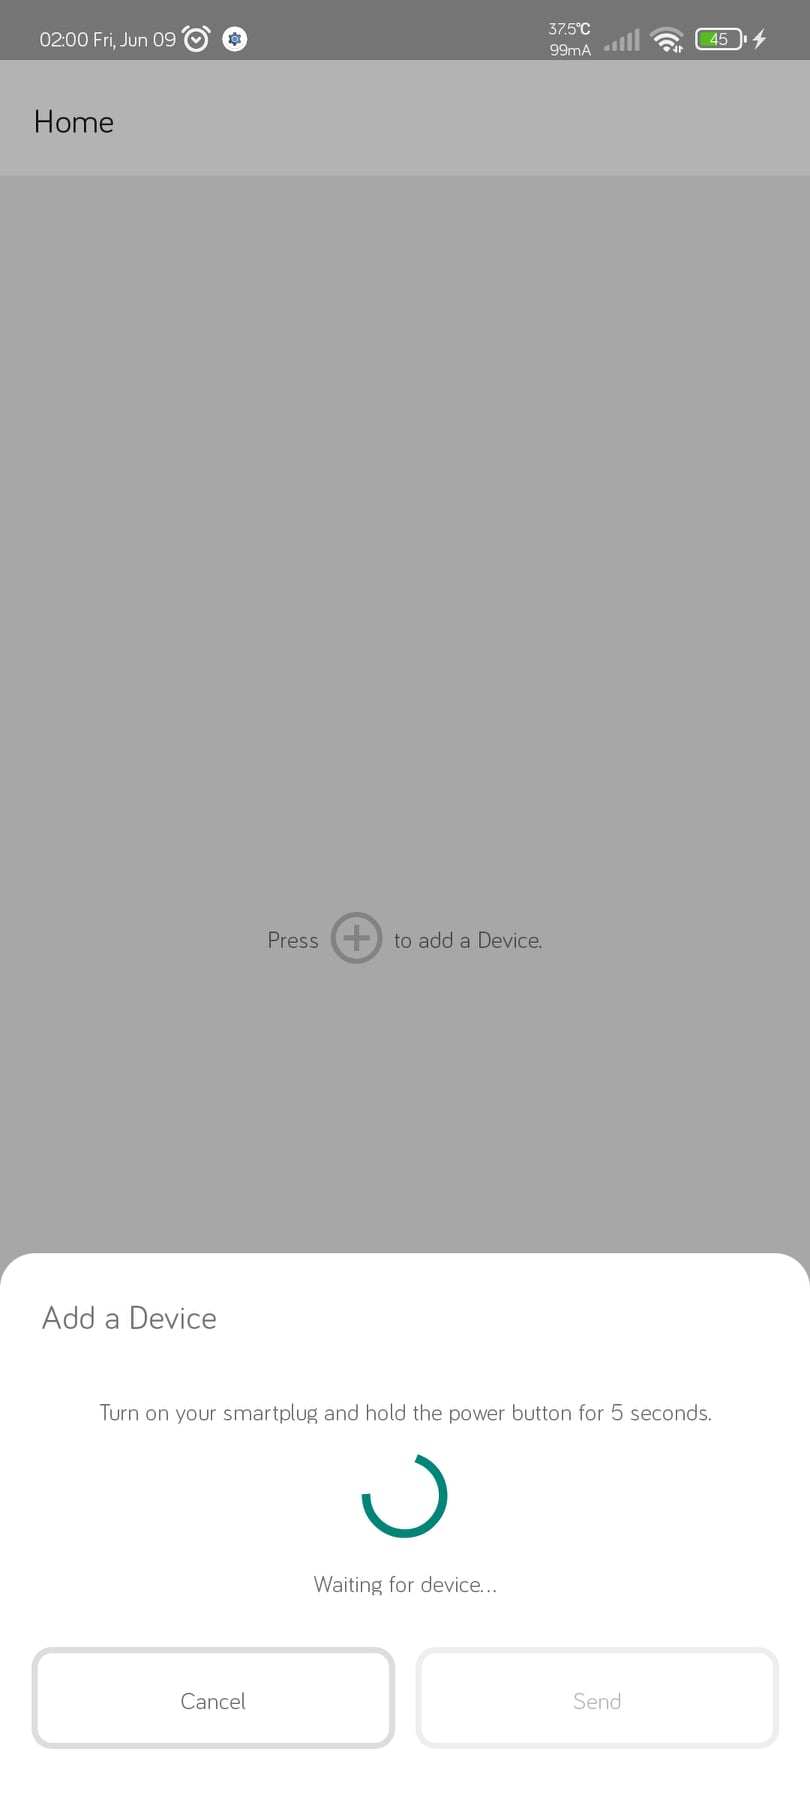 02:00 Fri, Jun 09
37.5℃
99mA
45
Home
Press to add a Device.
Add a Device
Turn on your smartplug and hold the power button for 5 seconds.
Waiting for device...
Cancel Send